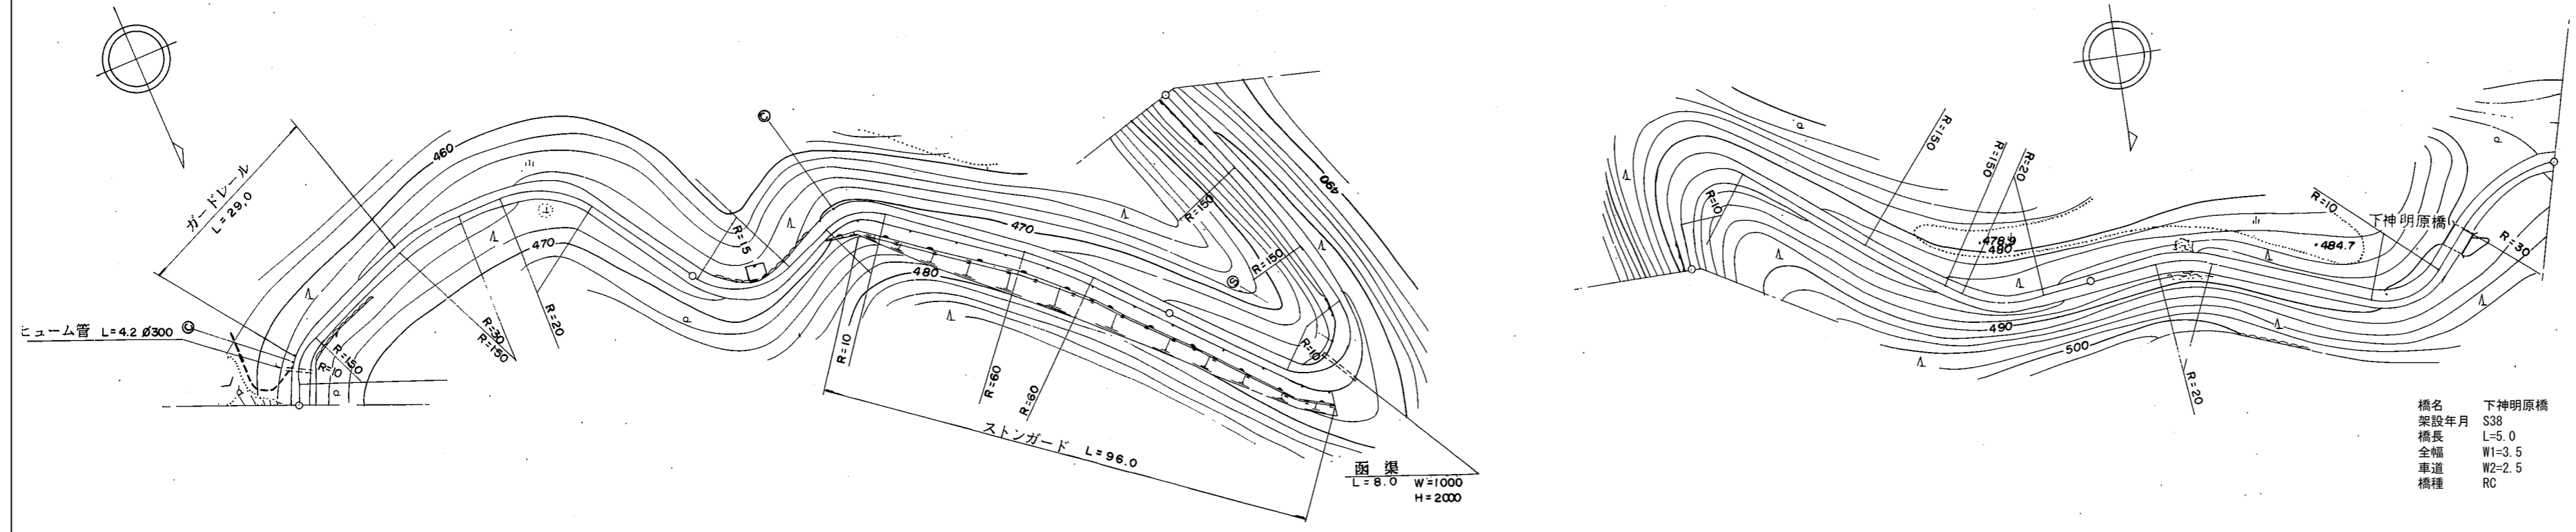 460
ガードレール
L=29,0
470
R=15
©
R=20
R=30
R=150
ヒューム管 L=4.2 Ø300 ©
R=150
R=10
470
480
R=150
490
R=150
Ⓢ
R=10
R=10
R=60
R=60
ストンガード L=96.0
函 渠
L=8.0 W=1000
H=2000
R=10
R=150
R=150
R=20
478.9
480
R=10
下神明原橋
484.7
R=30
490
500
R=20
橋名 下神明原橋
架設年月 S38
橋長 L=5.0
全幅 W1=3.5
車道 W2=2.5
橋種 RC